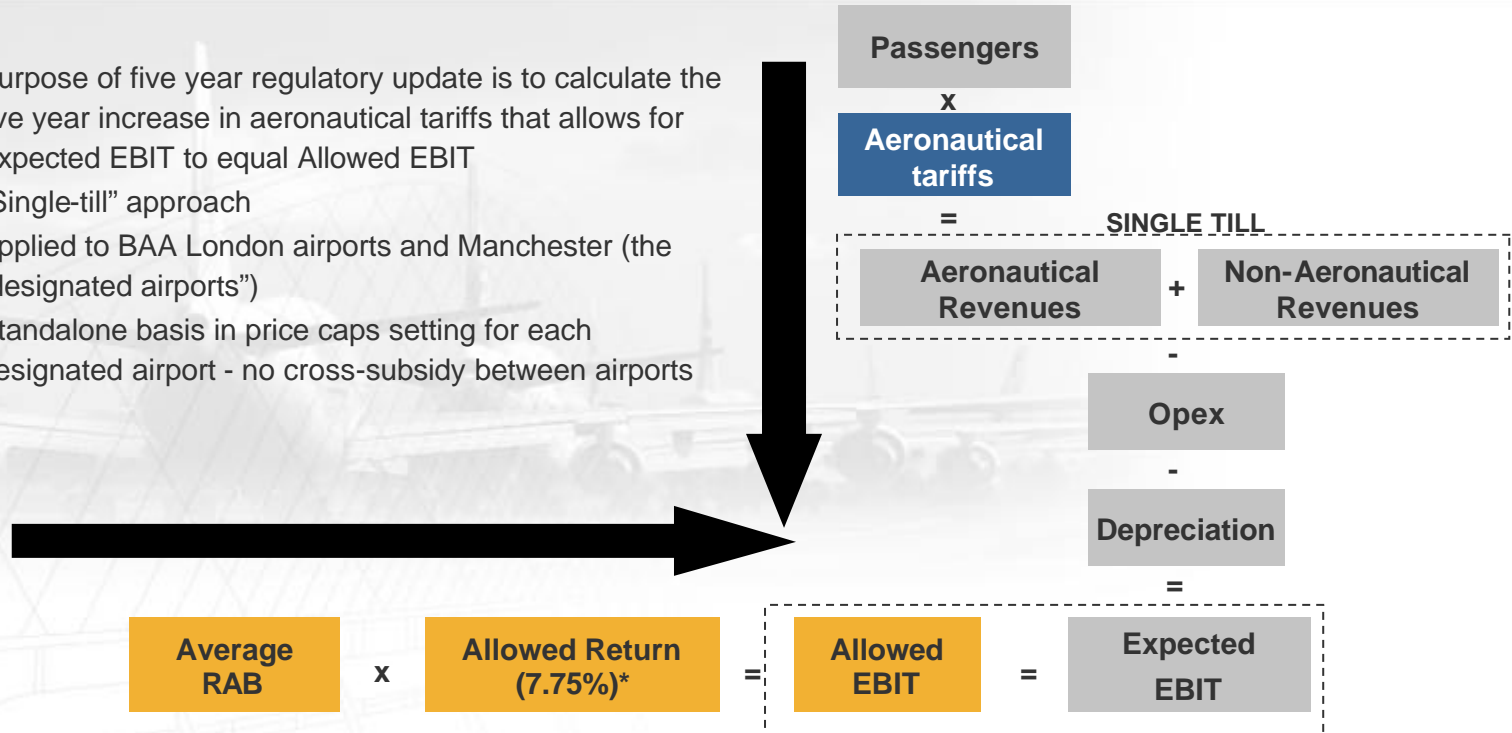 urpose of five year regulatory update is to calculate the
ve year increase in aeronautical tariffs that allows for
xpected EBIT to equal Allowed EBIT
Single-till” approach
pplied to BAA London airports and Manchester (the
designated airports”)
tandalone basis in price caps setting for each
esignated airport - no cross-subsidy between airports
Passengers
x
Aeronautical
tariffs
=
SINGLE TILL
Aeronautical
Revenues
+
Non-Aeronautical
Revenues
-
Opex
-
Depreciation
=
Average
RAB
x
Allowed Return
(7.75%)*
=
Allowed
EBIT
=
Expected
EBIT